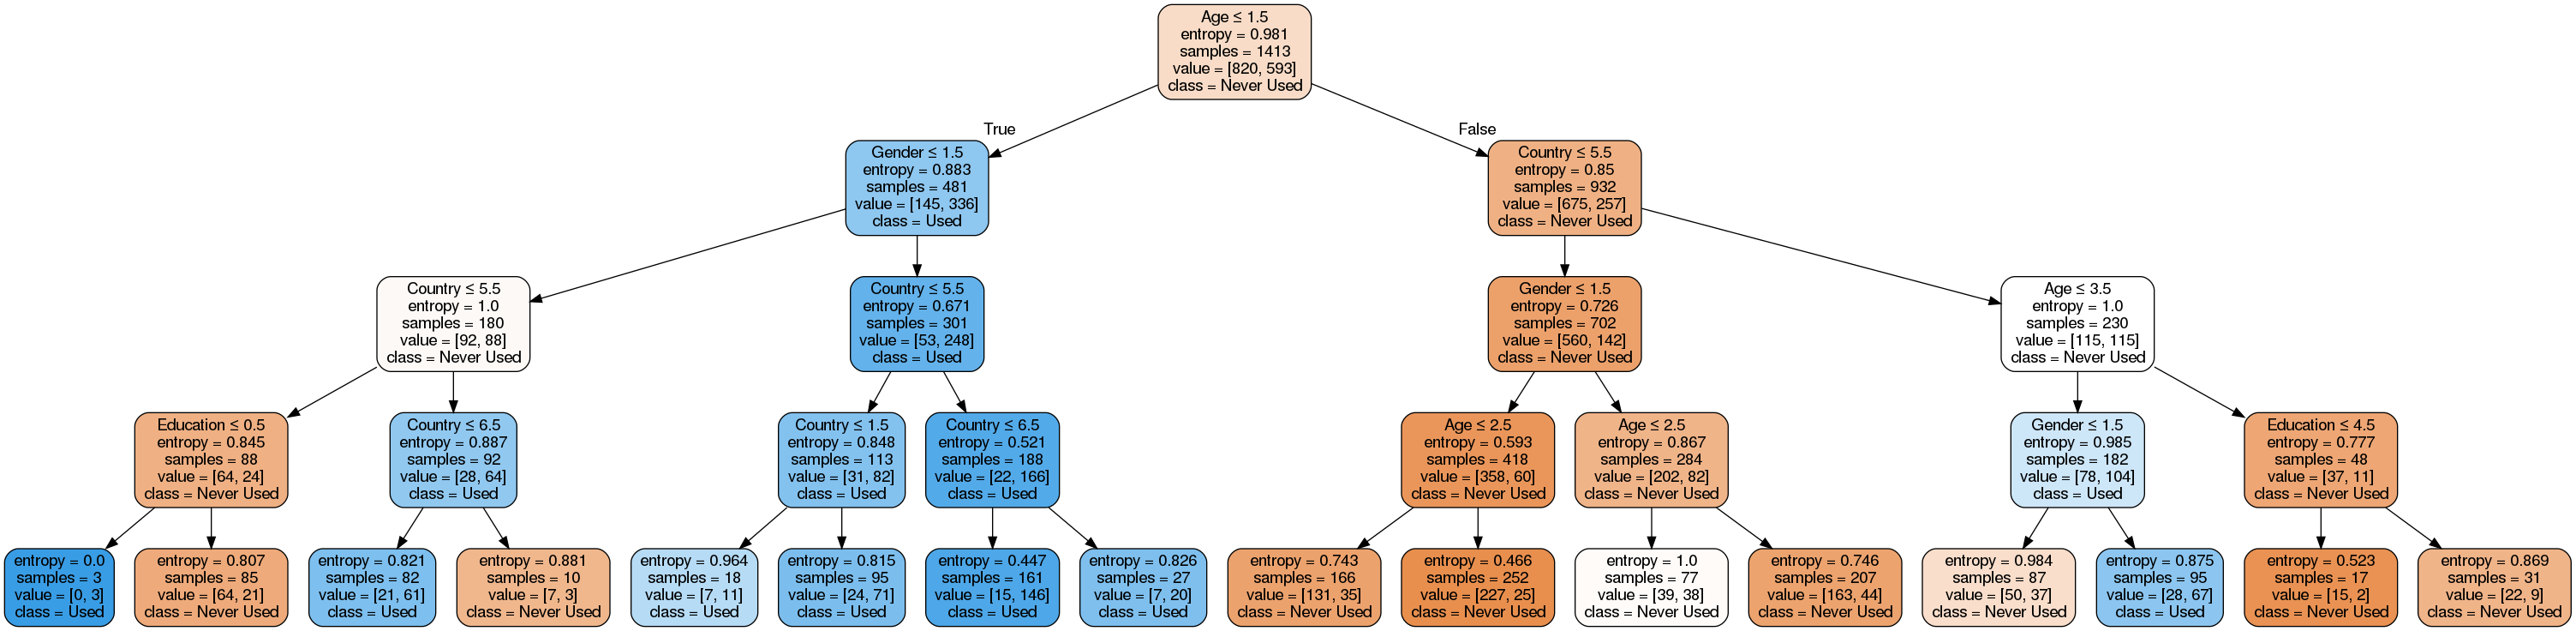 Age ≤ 1.5
entropy = 0.981
samples = 1413
value = [820, 593]
class = Never Used
True
False
Gender ≤ 1.5
entropy = 0.883
samples = 481
value = [145, 336]
class = Used
Country ≤ 5.5
entropy = 0.85
samples = 932
value = [675, 257]
class = Never Used
Country ≤ 5.5
entropy = 1.0
samples = 180
value = [92, 88]
class = Never Used
Country ≤ 5.5
entropy = 0.671
samples = 301
value = [53, 248]
class = Used
Gender ≤ 1.5
entropy = 0.726
samples = 702
value = [560, 142]
class = Never Used
Age ≤ 3.5
entropy = 1.0
samples = 230
value = [115, 115]
class = Never Used
Education ≤ 0.5
entropy = 0.845
samples = 88
value = [64, 24]
class = Never Used
Country ≤ 6.5
entropy = 0.887
samples = 92
value = [28, 64]
class = Used
Country ≤ 1.5
entropy = 0.848
samples = 113
value = [31, 82]
class = Used
Country ≤ 6.5
entropy = 0.521
samples = 188
value = [22, 166]
class = Used
Age ≤ 2.5
entropy = 0.593
samples = 418
value = [358, 60]
class = Never Used
Age ≤ 2.5
entropy = 0.867
samples = 284
value = [202, 82]
class = Never Used
Gender ≤ 1.5
entropy = 0.985
samples = 182
value = [78, 104]
class = Used
Education ≤ 4.5
entropy = 0.777
samples = 48
value = [37, 11]
class = Never Used
entropy = 0.0
samples = 3
value = [0, 3]
class = Used
entropy = 0.807
samples = 85
value = [64, 21]
class = Never Used
entropy = 0.821
samples = 82
value = [21, 61]
class = Used
entropy = 0.881
samples = 10
value = [7, 3]
class = Never Used
entropy = 0.964
samples = 18
value = [7, 11]
class = Used
entropy = 0.815
samples = 95
value = [24, 71]
class = Used
entropy = 0.447
samples = 161
value = [15, 146]
class = Used
entropy = 0.826
samples = 27
value = [7, 20]
class = Used
entropy = 0.743
samples = 166
value = [131, 35]
class = Never Used
entropy = 0.466
samples = 252
value = [227, 25]
class = Never Used
entropy = 1.0
samples = 77
value = [39, 38]
class = Never Used
entropy = 0.746
samples = 207
value = [163, 44]
class = Never Used
entropy = 0.984
samples = 87
value = [50, 37]
class = Never Used
entropy = 0.875
samples = 95
value = [28, 67]
class = Used
entropy = 0.523
samples = 17
value = [15, 2]
class = Never Used
entropy = 0.869
samples = 31
value = [22, 9]
class = Never Used